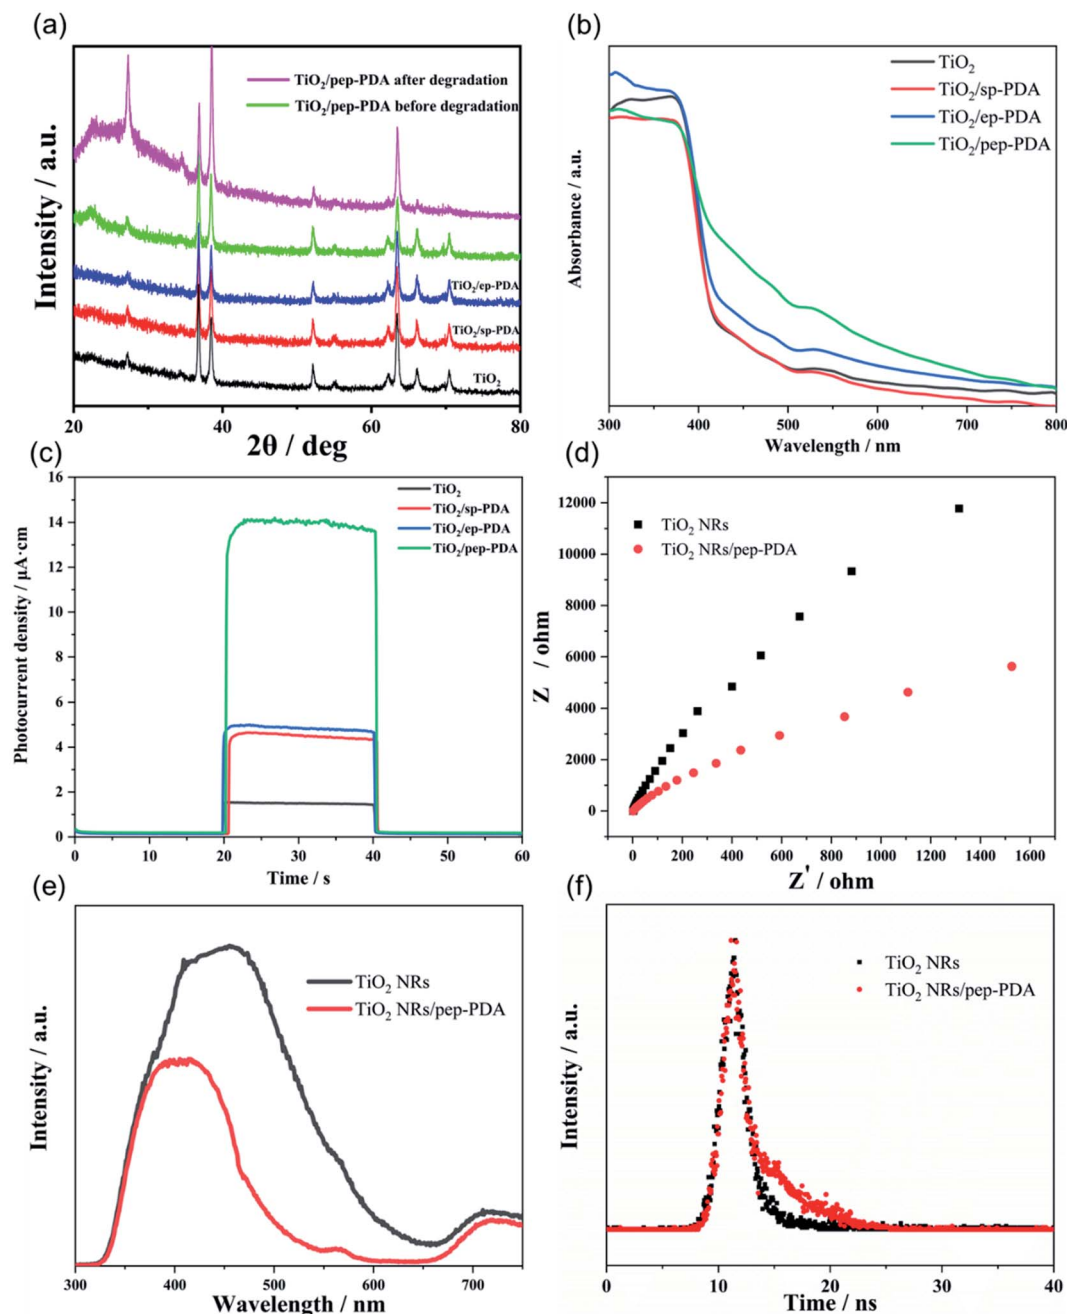 (a)
TiO₂/pep-PDA after degradation
TiO₂/pep-PDA before degradation
TiO₂/ep-PDA
TiO₂/sp-PDA
TiO₂
Intensity / a.u.
20 30 40 50 60 70 80
2θ / deg
(b)
TiO₂
TiO₂/sp-PDA
TiO₂/ep-PDA
TiO₂/pep-PDA
Absorbance / a.u.
300 400 500 600 700 800
Wavelength / nm
(c)
TiO₂
TiO₂/sp-PDA
TiO₂/ep-PDA
TiO₂/pep-PDA
Photocurrent density / μA·cm
16
14
12
10
8
6
4
2
0
0 10 20 30 40 50 60
Time / s
(d)
TiO₂ NRs
TiO₂ NRs/pep-PDA
Z / ohm
12000
10000
8000
6000
4000
2000
0
0 200 400 600 800 1000 1200 1400 1600
Z' / ohm
(e)
TiO₂ NRs
TiO₂ NRs/pep-PDA
Intensity / a.u.
300 400 500 600 700
Wavelength / nm
(f)
TiO₂ NRs
TiO₂ NRs/pep-PDA
Intensity / a.u.
0 10 20 30 40
Time / ns